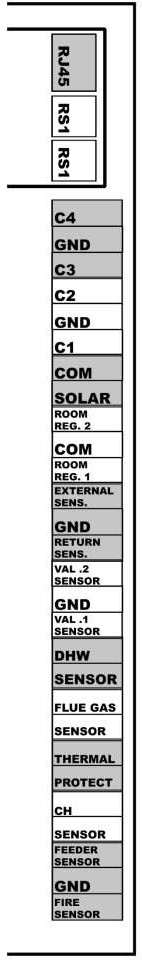 RJ45
RS1
RS1
C4
GND
C3
C2
GND
C1
COM
SOLAR
ROOM
REG. 2
COM
ROOM
REG. 1
EXTERNAL
SENS.
GND
RETURN
SENS.
VAL .2
SENSOR
GND
VAL .1
SENSOR
DHW
SENSOR
FLUE GAS
SENSOR
THERMAL
PROTECT
CH
SENSOR
FEEDER
SENSOR
GND
FIRE
SENSOR